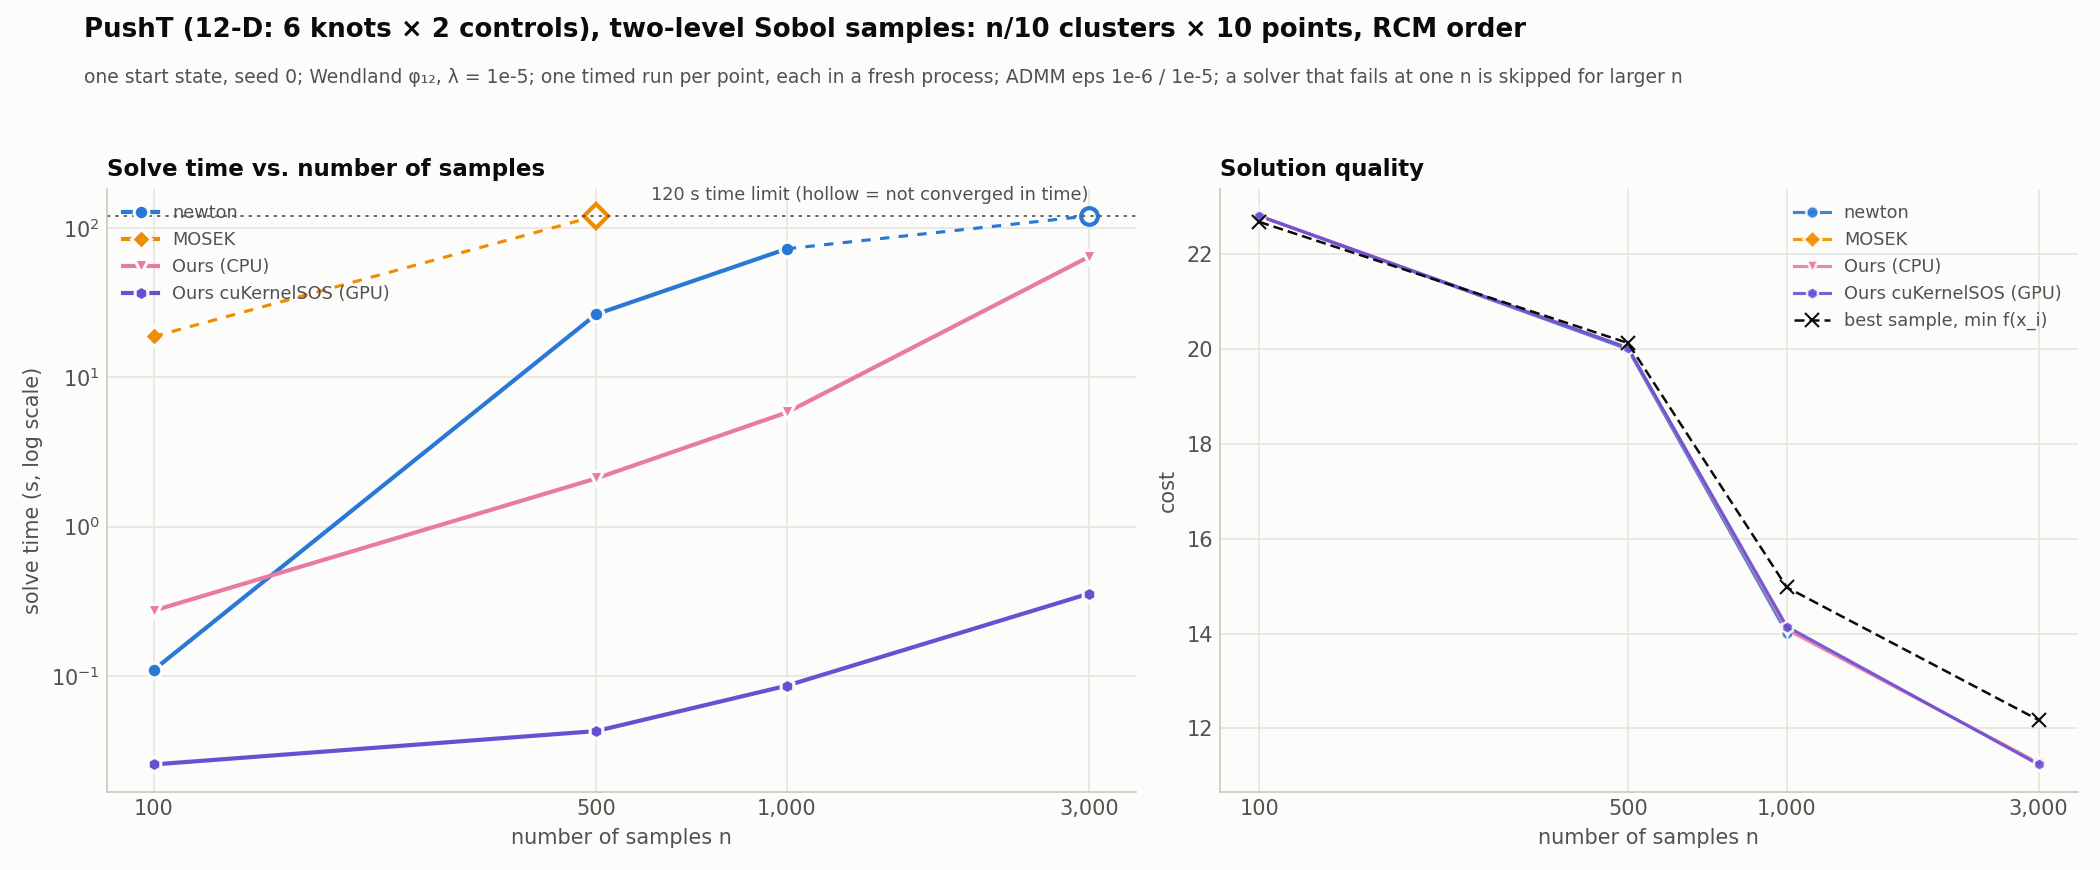 PushT (12-D: 6 knots × 2 controls), two-level Sobol samples: n/10 clusters × 10 points, RCM order
one start state, seed 0; Wendland φ₁₂, λ = 1e-5; one timed run per point, each in a fresh process; ADMM eps 1e-6 / 1e-5; a solver that fails at one n is skipped for larger n
Solve time vs. number of samples
120 s time limit (hollow = not converged in time)
newton
MOSEK
Ours (CPU)
Ours cuKernelSOS (GPU)
10²
10¹
10⁰
10⁻¹
solve time (s, log scale)
100 500 1,000 3,000
number of samples n
Solution quality
newton
MOSEK
Ours (CPU)
Ours cuKernelSOS (GPU)
best sample, min f(x_i)
22
20
18
16
14
12
cost
100 500 1,000 3,000
number of samples n